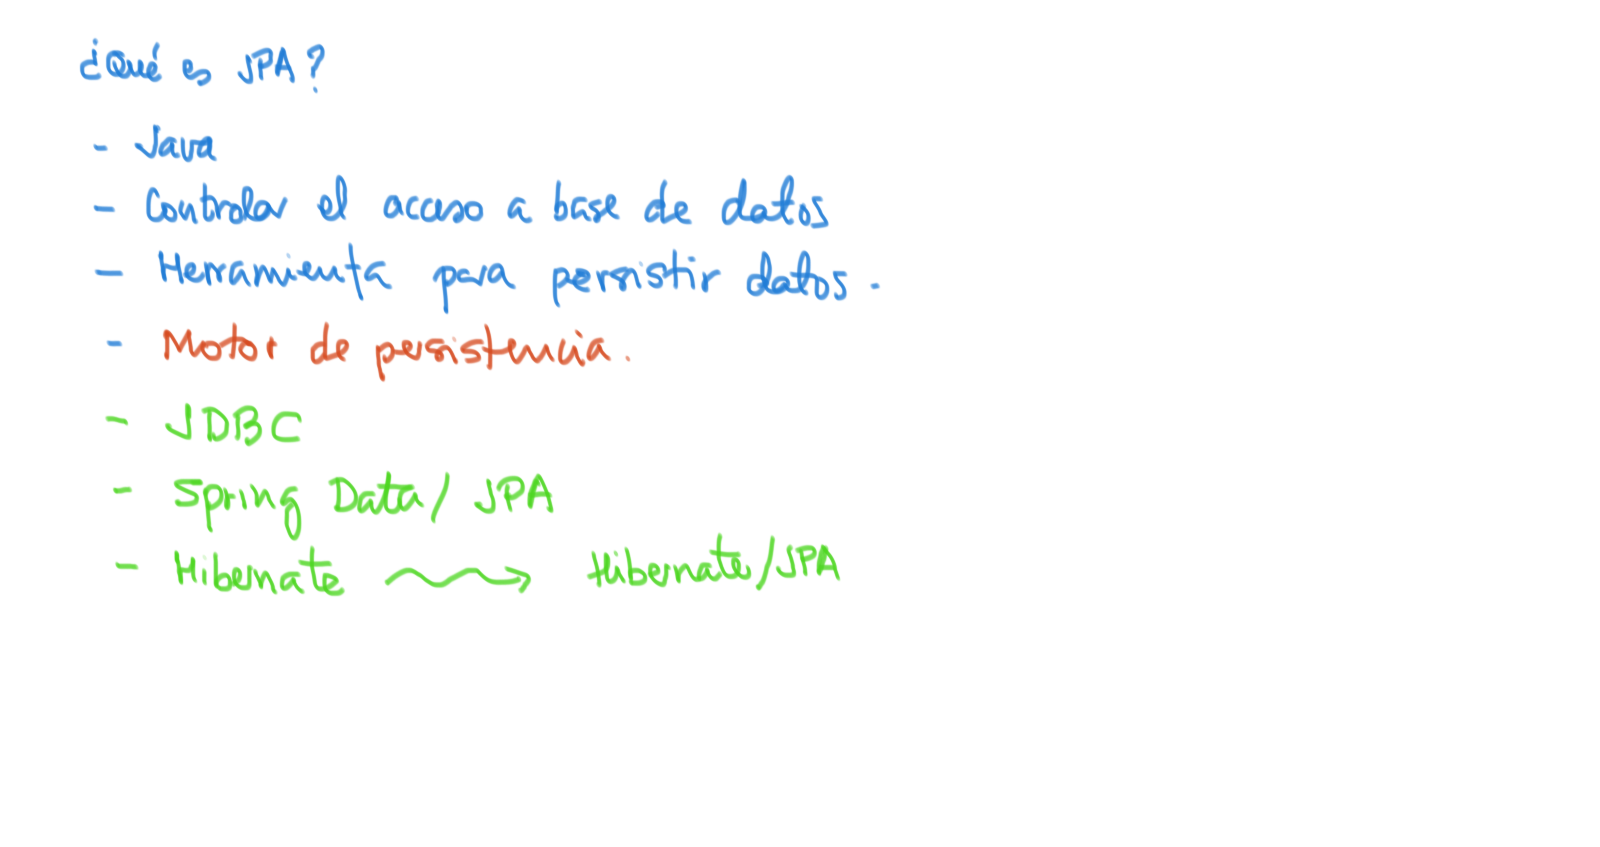 ¿Qué es JPA?
- Java
- Controlar el acceso a base de datos
- Herramienta para persistir datos.
- Motor de persistencia.
- JDBC
- Spring Data/ JPA
- Hibernate → Hibernate/JPA